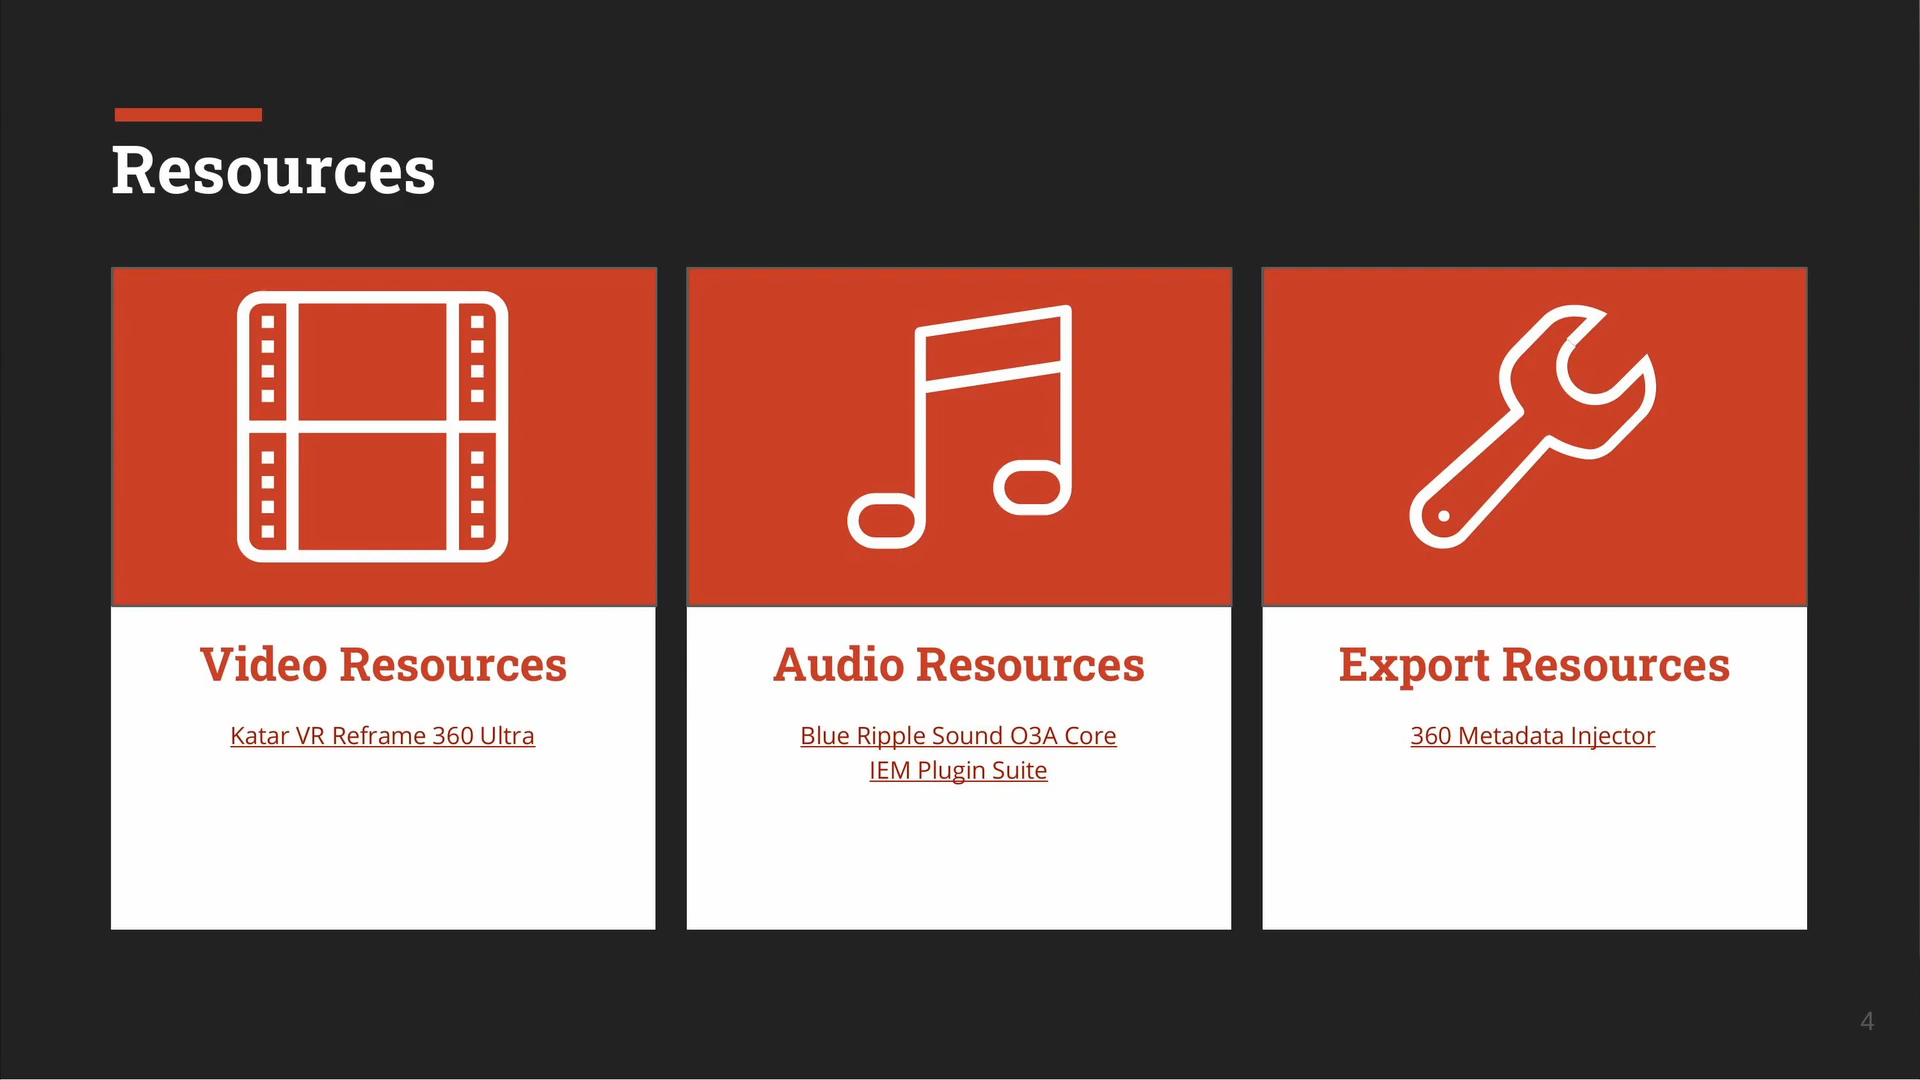 Resources
Video Resources
Katar VR Reframe 360 Ultra
Audio Resources
Blue Ripple Sound O3A Core
IEM Plugin Suite
Export Resources
360 Metadata Injector
4